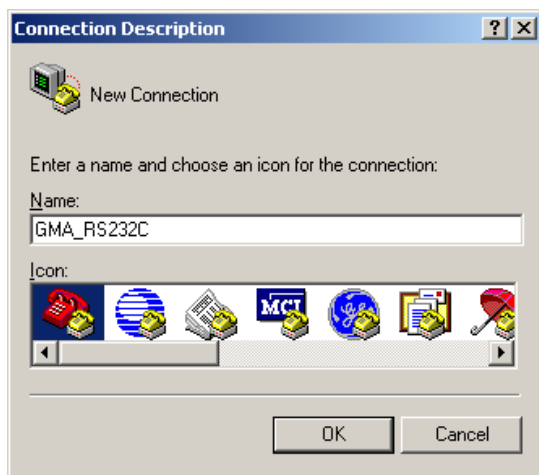 Connection Description
New Connection
Enter a name and choose an icon for the connection:
Name:
GMA_RS232C
Icon:
MCI
OK
Cancel